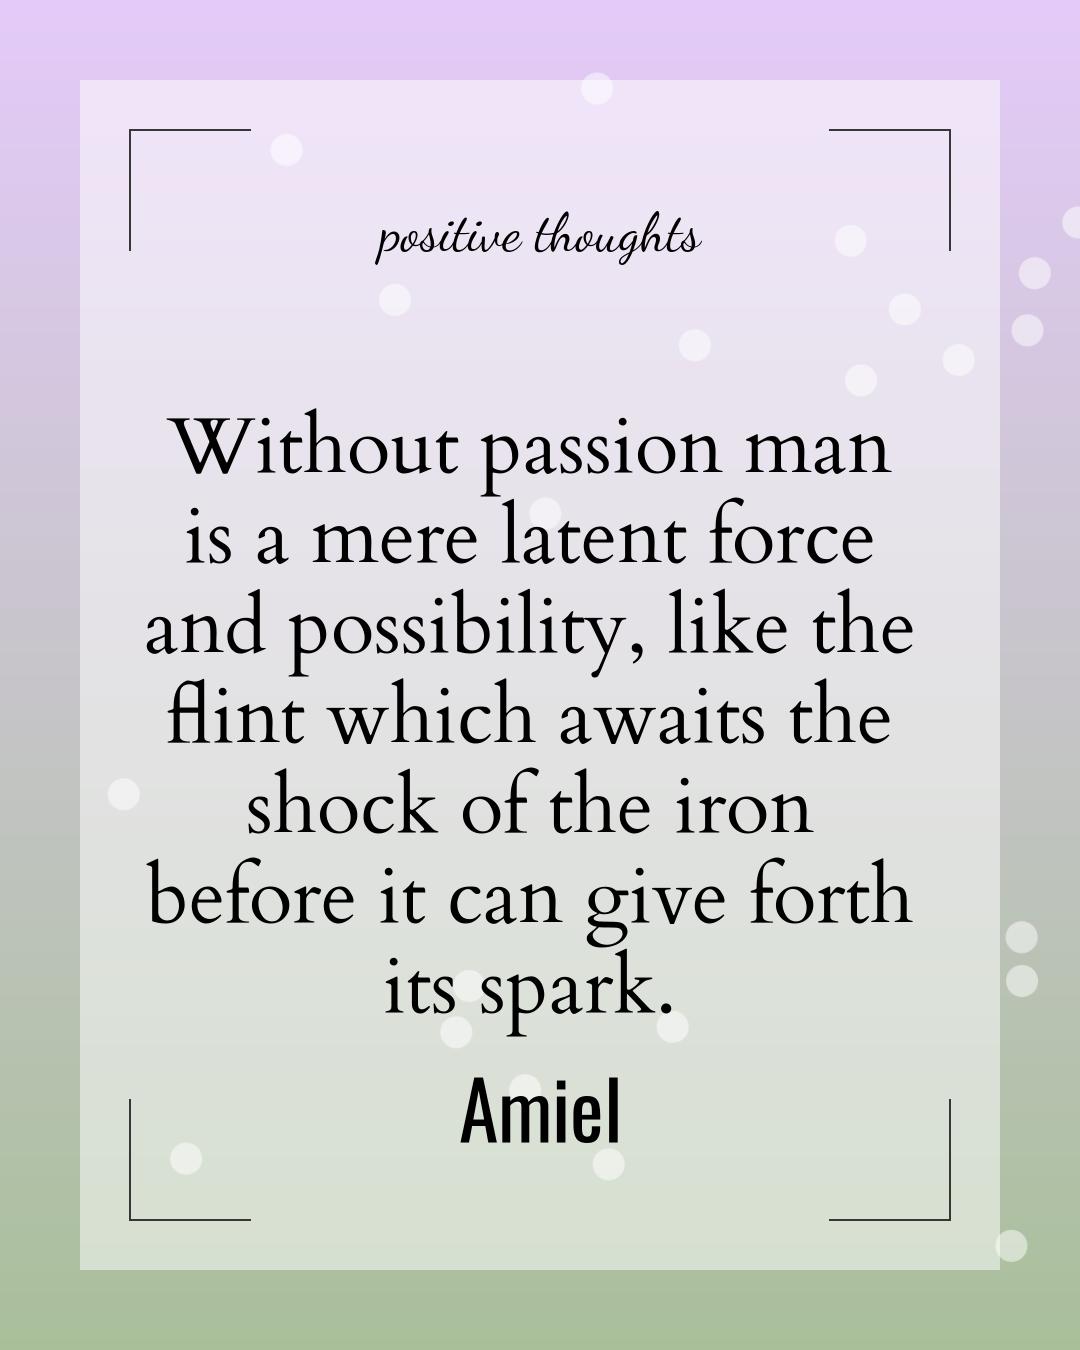 positive thoughts
Without passion man
is a mere latent force
and possibility, like the
flint which awaits the
shock of the iron
before it can give forth
its spark.
Amiel